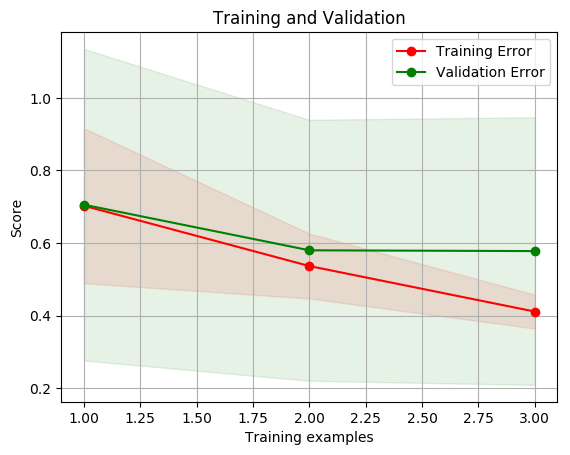 Training and Validation
Training Error
Validation Error
Score
1.0
0.8
0.6
0.4
0.2
1.00 1.25 1.50 1.75 2.00 2.25 2.50 2.75 3.00
Training examples